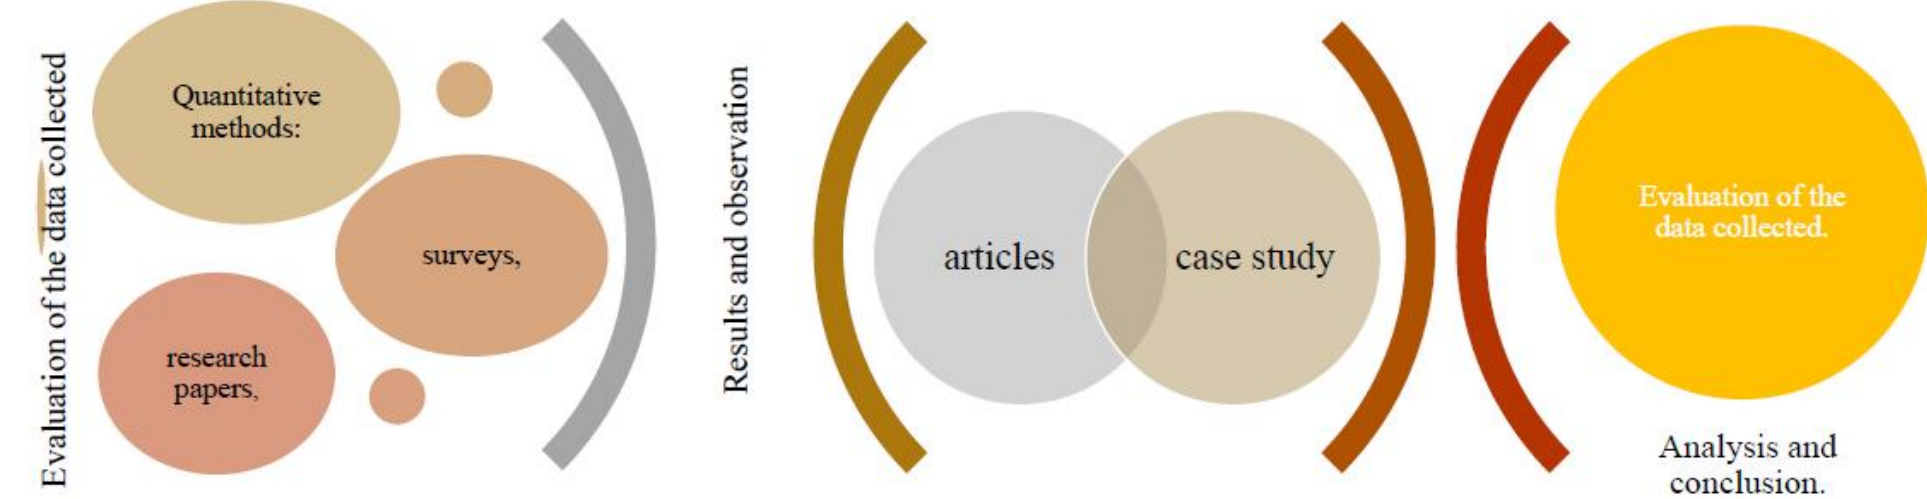 Evaluation of the data collected
Quantitative
methods:
surveys,
research
papers,
Results and observation
articles
case study
Evaluation of the
data collected.
Analysis and
conclusion.